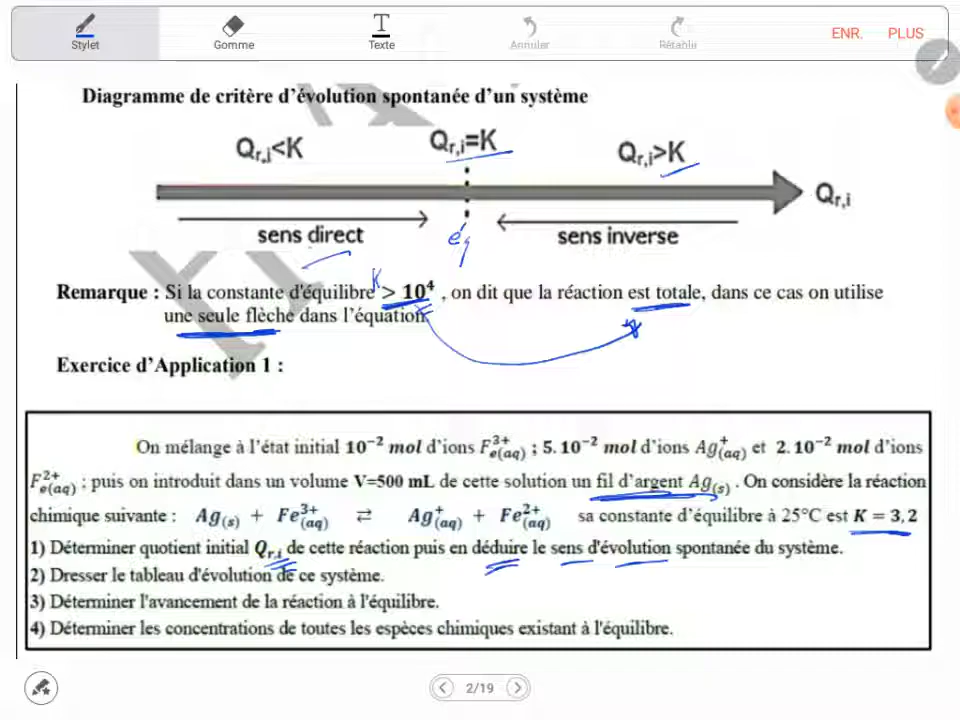 Stylet
Gomme
Texte
Annuler
Rétablir
ENR.
PLUS
Diagramme de critère d'évolution spontanée d'un système
Qr,i<K
Qr,i=K
Qr,i>K
Qr,i
sens direct
éq
sens inverse
K
Remarque : Si la constante d'équilibre > 10⁴ , on dit que la réaction est totale, dans ce cas on utilise
une seule flèche dans l'équation.
Exercice d'Application 1 :
On mélange à l'état initial 10⁻² mol d'ions Fe³⁺(aq) ; 5.10⁻² mol d'ions Ag⁺(aq) et 2.10⁻² mol d'ions
Fe²⁺(aq) ; puis on introduit dans un volume V=500 mL de cette solution un fil d'argent Ag(s) . On considère la réaction
chimique suivante : Ag(s) + Fe³⁺(aq) ⇄ Ag⁺(aq) + Fe²⁺(aq) sa constante d'équilibre à 25°C est K = 3,2
1) Déterminer quotient initial Qr,i de cette réaction puis en déduire le sens d'évolution spontanée du système.
2) Dresser le tableau d'évolution de ce système.
3) Déterminer l'avancement de la réaction à l'équilibre.
4) Déterminer les concentrations de toutes les espèces chimiques existant à l'équilibre.
2/19